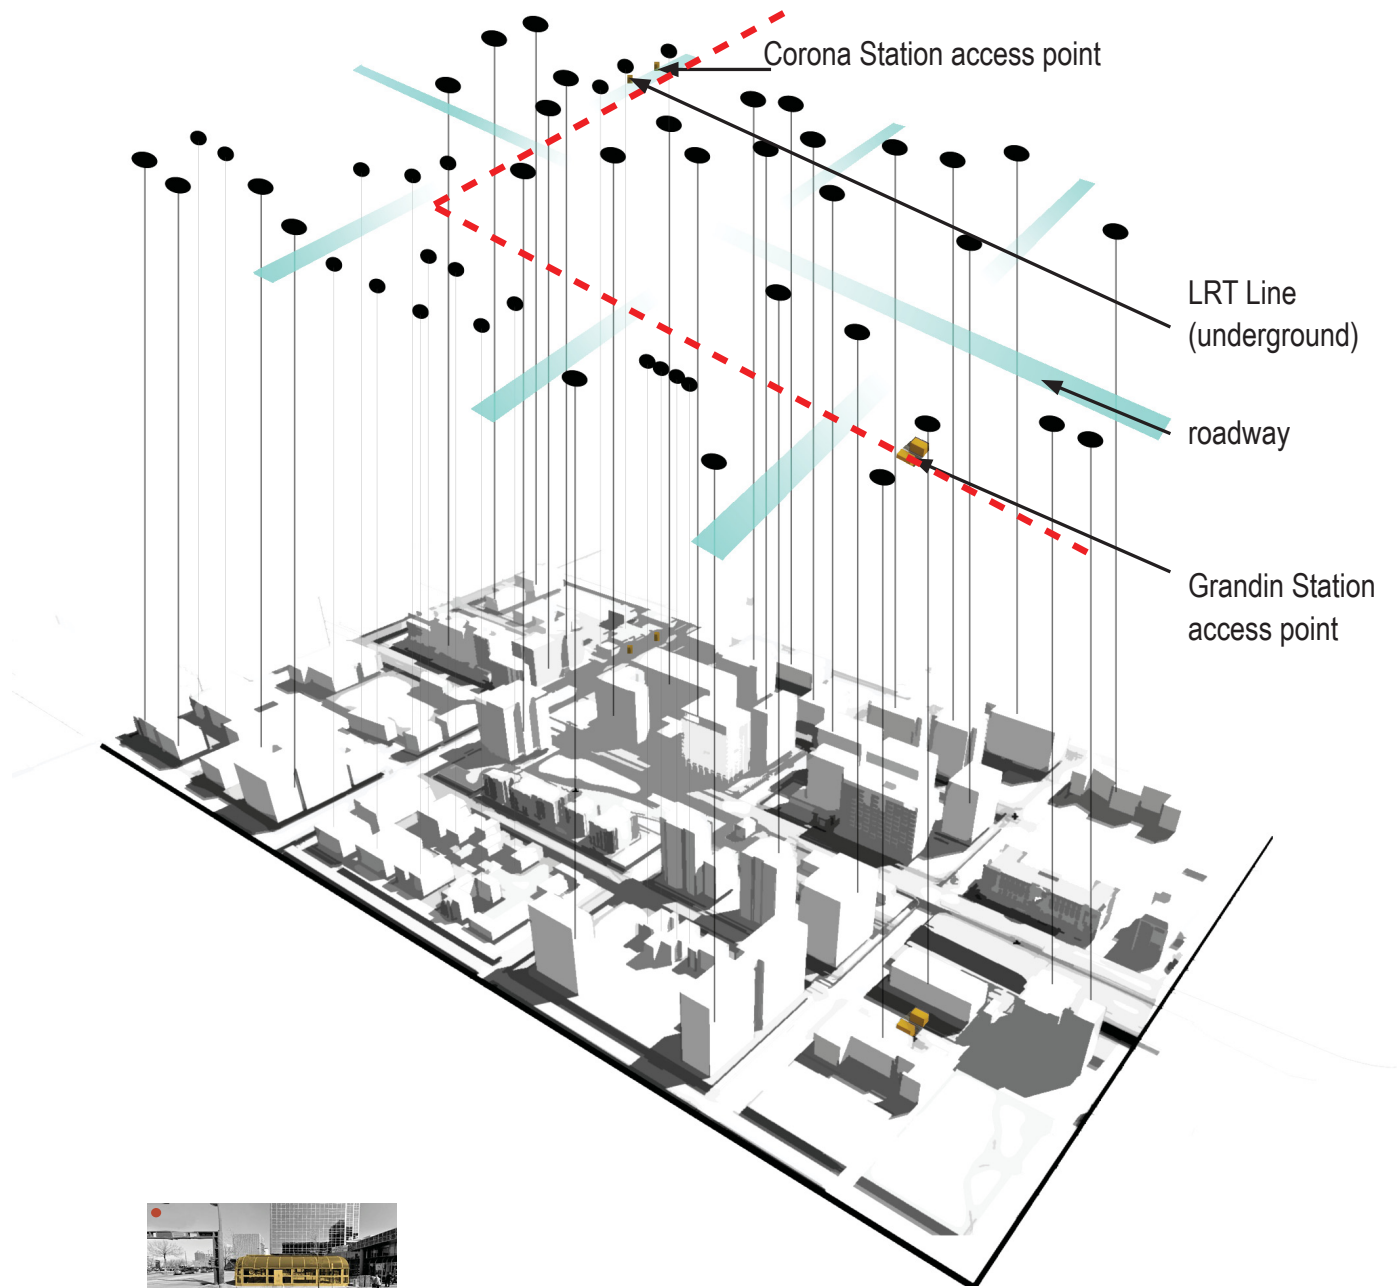 Corona Station access point
LRT Line
(underground)
roadway
Grandin Station
access point